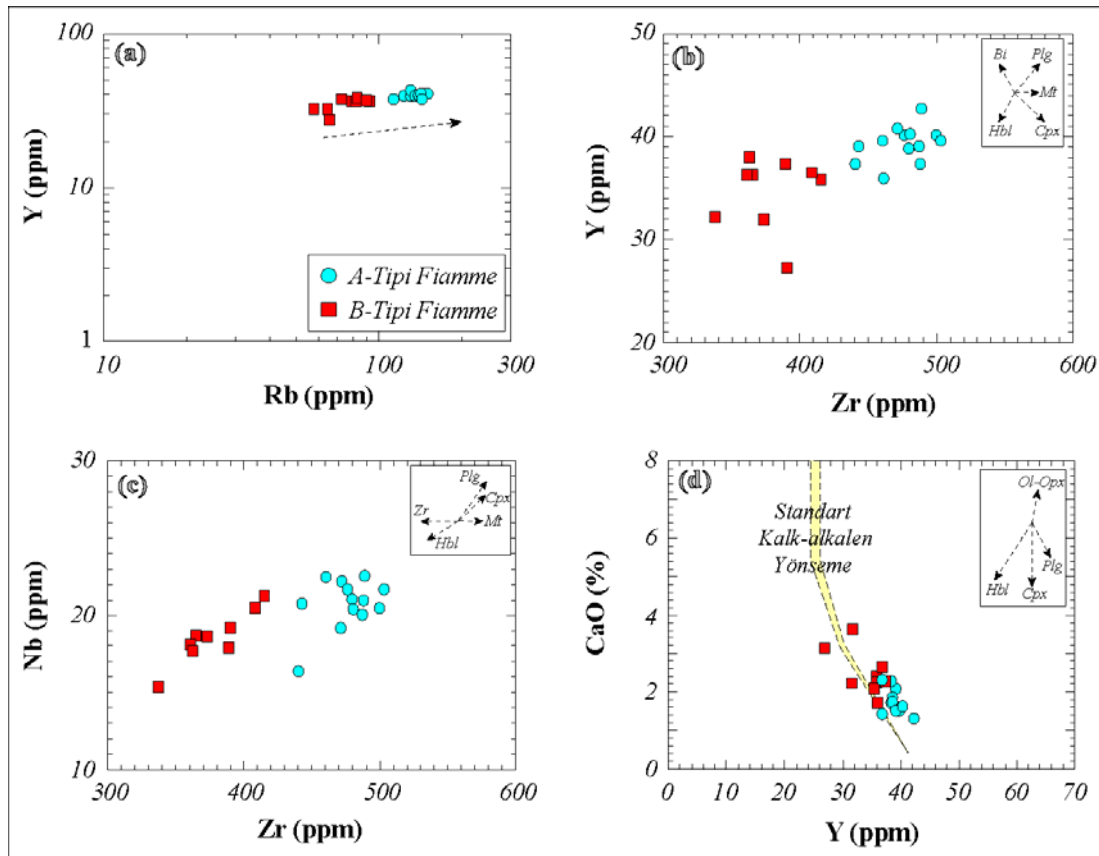 (a)
100
10
1
Y (ppm)
10
100
300
Rb (ppm)
A-Tipi Fiamme
B-Tipi Fiamme
(b)
50
40
30
20
Y (ppm)
300
400
500
600
Zr (ppm)
Bi
Plg
Mt
Hbl
Cpx
(c)
30
20
10
Nb (ppm)
300
400
500
600
Zr (ppm)
Plg
Cpx
Zr
Mt
Hbl
(d)
8
6
4
2
0
CaO (%)
0
10
20
30
40
50
60
70
Y (ppm)
Standart
Kalk-alkalen
Yönseme
Ol-Opx
Plg
Hbl
Cpx